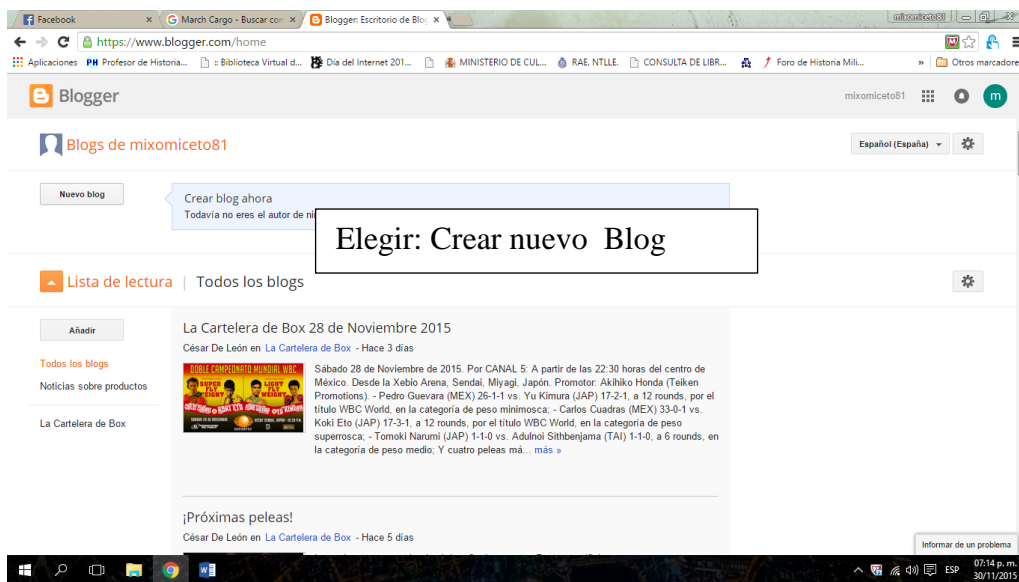 Facebook
March Cargo - Buscar con
Blogger: Escritorio de Blog
mixomiceto81
https://www.blogger.com/home
Aplicaciones
PH Profesor de Historia...
:: Biblioteca Virtual d...
Día del Internet 201...
MINISTERIO DE CUL...
RAE. NTLLE.
CONSULTA DE LIBR...
Foro de Historia Mili...
»
Otros marcadore
Blogger
mixomiceto81
m
Blogs de mixomiceto81
Español (España)
Nuevo blog
Crear blog ahora
Todavía no eres el autor de
Elegir: Crear nuevo Blog
Lista de lectura | Todos los blogs
Añadir
Todos los blogs
Noticias sobre productos
La Cartelera de Box
La Cartelera de Box 28 de Noviembre 2015
César De León en La Cartelera de Box - Hace 3 días
DOBLE CAMPEONATO MUNDIAL WBC
SUPER FLY WEIGHT
LIGHT FLY WEIGHT
Sábado 28 de Noviembre de 2015. Por CANAL 5: A partir de las 22:30 horas del centro de
México. Desde la Xebio Arena, Sendai, Miyagi, Japón. Promotor: Akihiko Honda (Teiken
Promotions). - Pedro Guevara (MEX) 26-1-1 vs. Yu Kimura (JAP) 17-2-1, a 12 rounds, por el
título WBC World, en la categoría de peso minimosca; - Carlos Cuadras (MEX) 33-0-1 vs.
Koki Eto (JAP) 17-3-1, a 12 rounds, por el título WBC World, en la categoría de peso
superrosca; - Tomoki Narumi (JAP) 1-1-0 vs. Adulnoi Sithbenjama (TAI) 1-1-0, a 6 rounds, en
la categoría de peso medio; Y cuatro peleas má... más »
¡Próximas peleas!
César De León en La Cartelera de Box - Hace 5 días
Informar de un problema
ESP
07:14 p. m.
30/11/2015